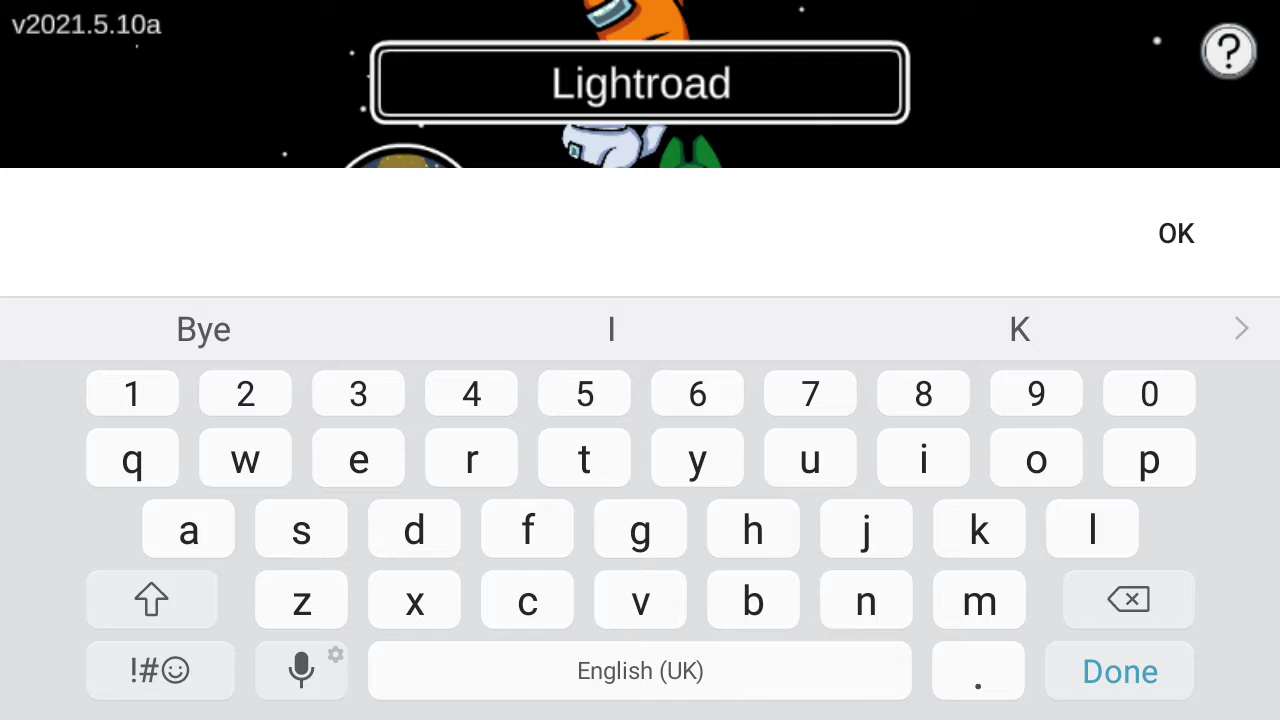 v2021.5.10a
?
Lightroad
OK
Bye I K
1 2 3 4 5 6 7 8 9 0
q w e r t y u i o p
a s d f g h j k l
z x c v b n m
!#☺ English (UK) . Done